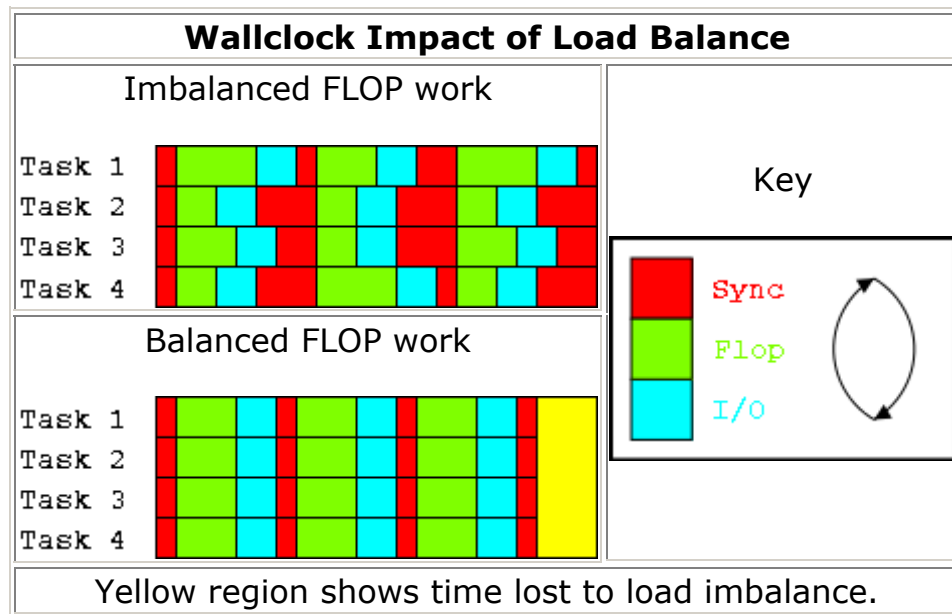 Wallclock Impact of Load Balance
Imbalanced FLOP work
Task 1
Task 2
Task 3
Task 4
Balanced FLOP work
Task 1
Task 2
Task 3
Task 4
Key
Sync
Flop
I/O
Yellow region shows time lost to load imbalance.